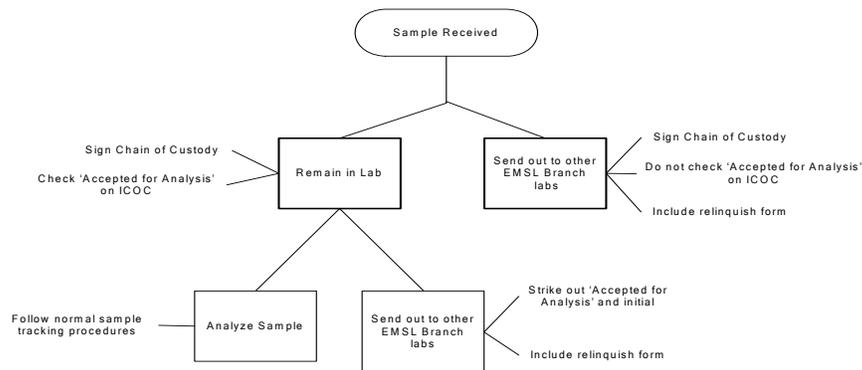 Sample Received
Sign Chain of Custody
Check 'Accepted for Analysis'
on ICOC
Remain in Lab
Send out to other
EMSL Branch
labs
Sign Chain of Custody
Do not check 'Accepted for Analysis'
on ICOC
Include relinquish form
Follow normal sample
tracking procedures
Analyze Sample
Send out to other
EMSL Branch
labs
Strike out 'Accepted for
Analysis' and initial
Include relinquish form